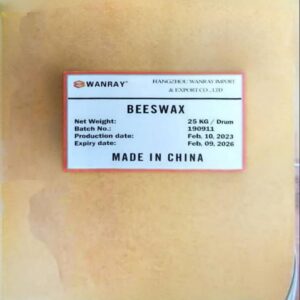 WANRAY®
HANGZHOU WANRAY IMPORT
& EXPORT CO., LTD
BEESWAX
Net Weight: 25 KG / Drum
Batch No.: 190911
Production date: Feb. 10, 2023
Expiry date: Feb. 09, 2026
MADE IN CHINA